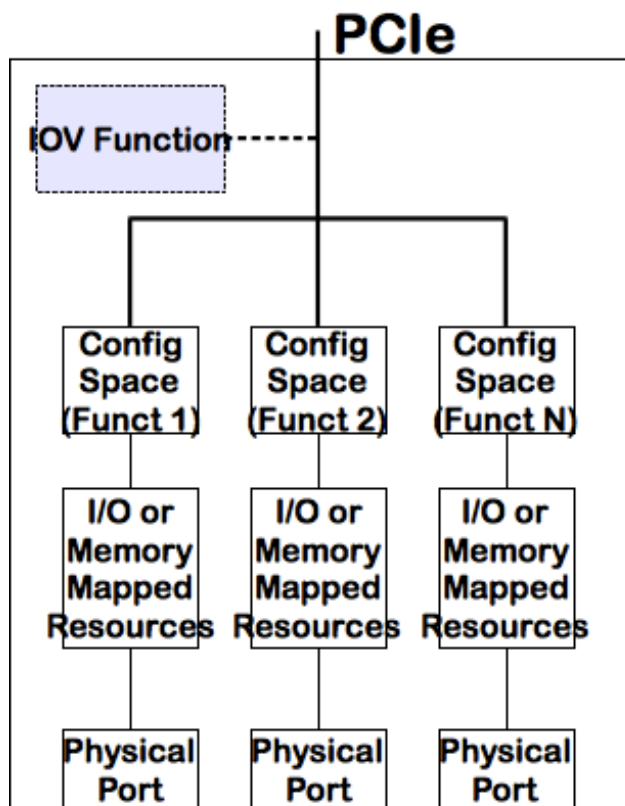 PCIe
IOV Function
Config
Space
(Funct 1)
Config
Space
(Funct 2)
Config
Space
(Funct N)
I/O or
Memory
Mapped
Resources
I/O or
Memory
Mapped
Resources
I/O or
Memory
Mapped
Resources
Physical
Port
Physical
Port
Physical
Port